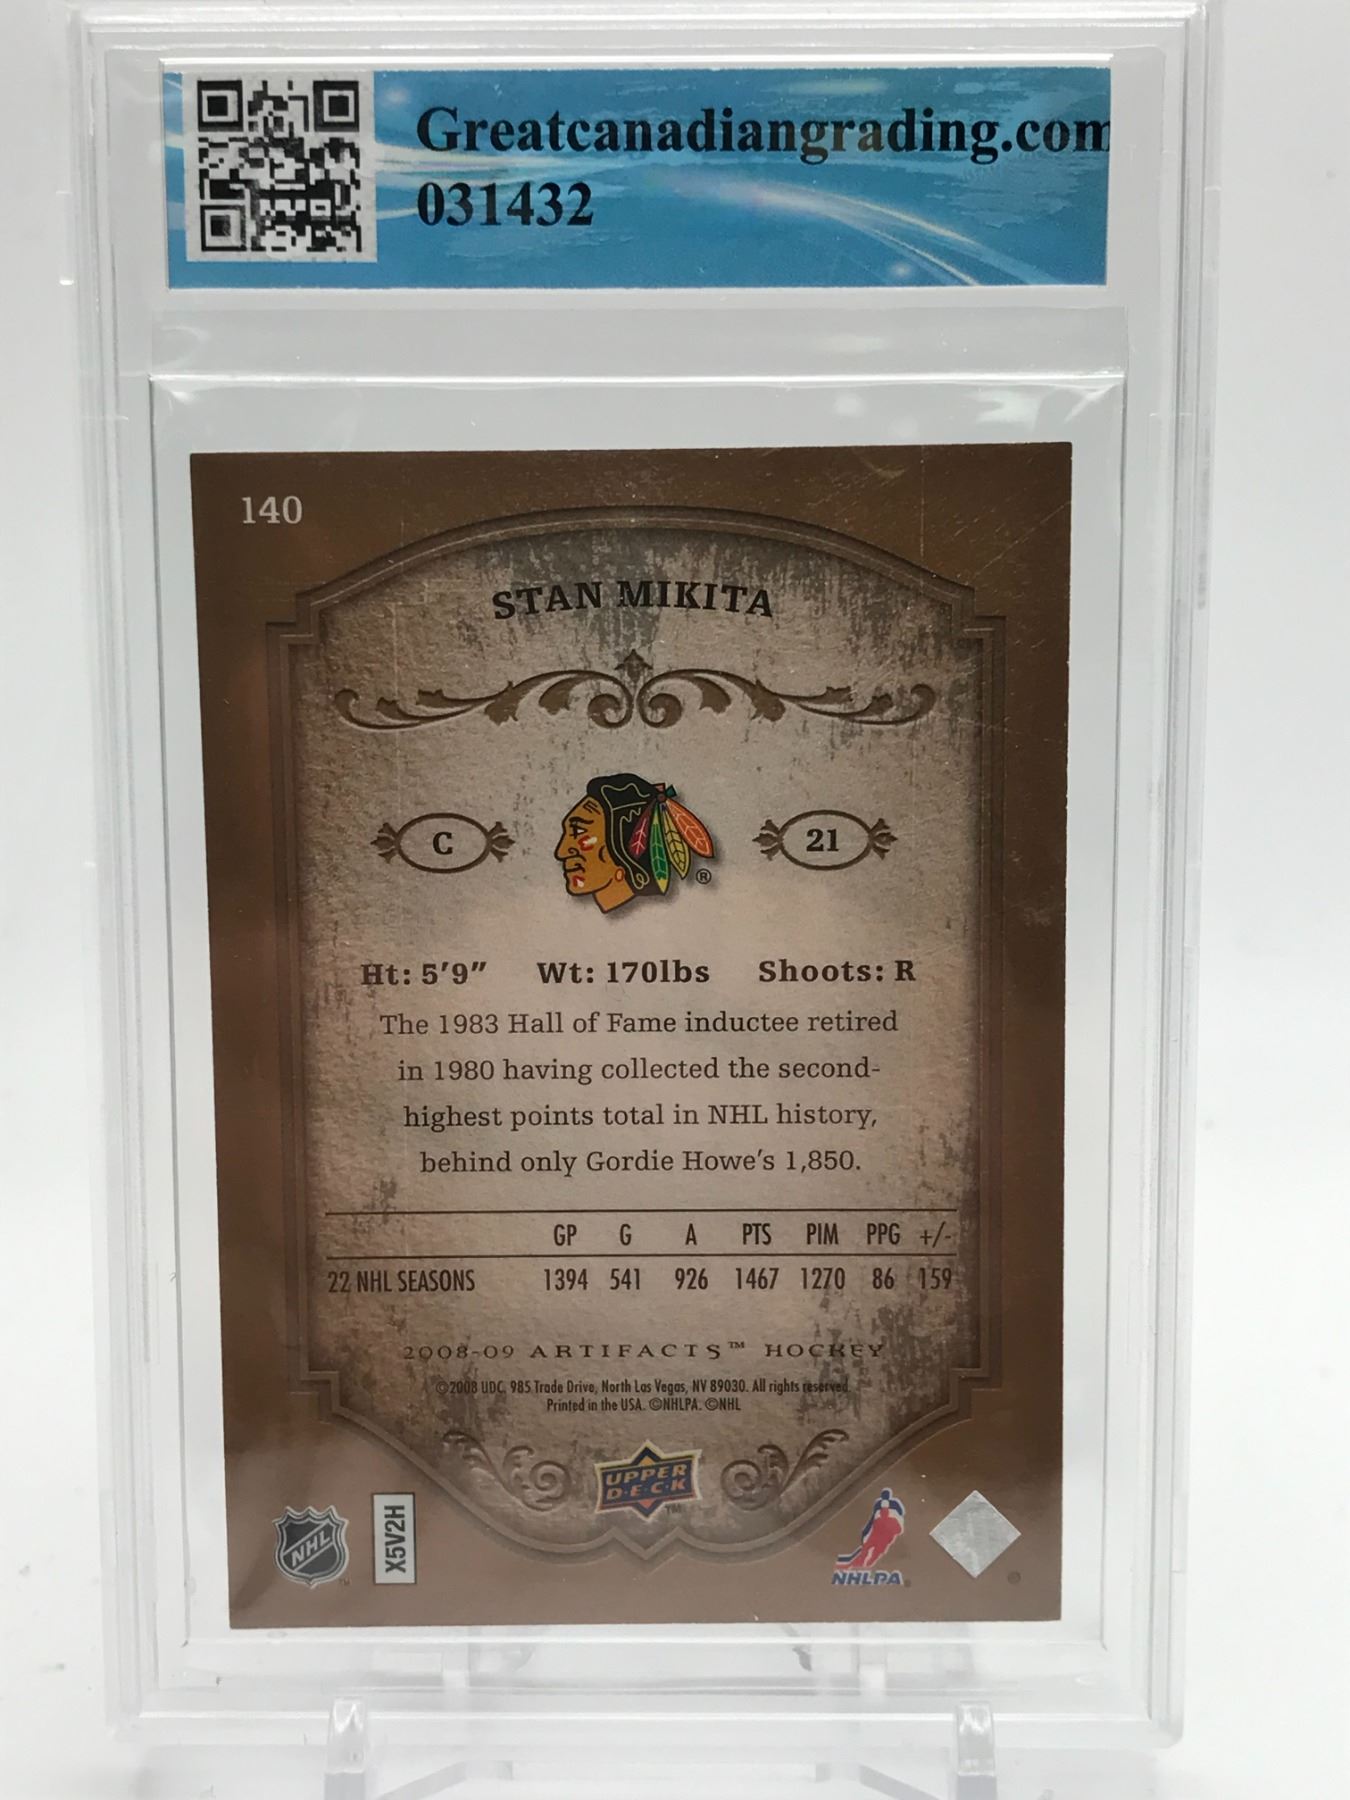 Greatcanadiangrading.com
031432
140
STAN MIKITA
C
21
®
Ht: 5'9" Wt: 170lbs Shoots: R
The 1983 Hall of Fame inductee retired
in 1980 having collected the second-
highest points total in NHL history,
behind only Gordie Howe's 1,850.
GP G A PTS PIM PPG +/-
22 NHL SEASONS 1394 541 926 1467 1270 86 159
2008-09 ARTIFACTS™ HOCKEY
©2008 UDC, 985 Trade Drive, North Las Vegas, NV 89030. All rights reserved.
Printed in the USA. ©NHLPA. ©NHL
UPPER
D·E·C·K
™
NHL
™
X5V2H
NHLPA®